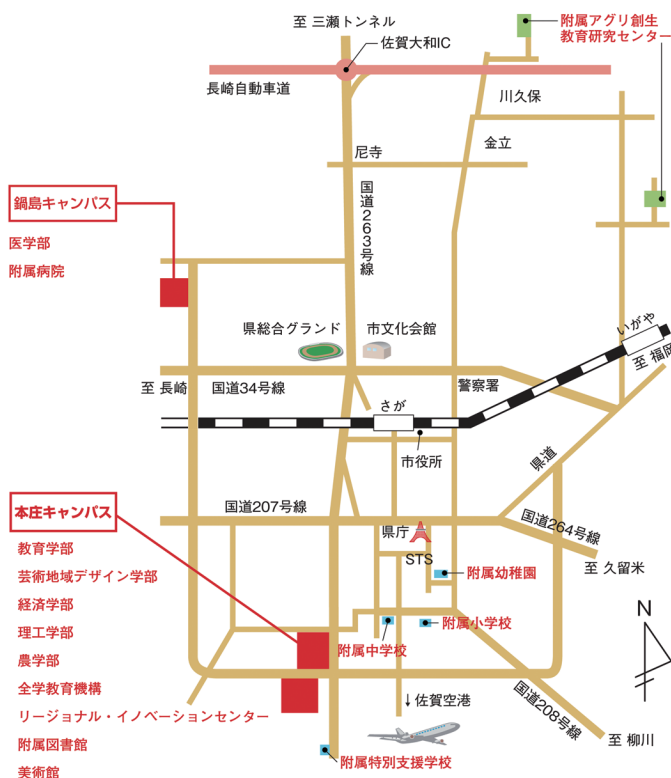 至 三瀬トンネル
佐賀大和IC
附属アグリ創生
教育研究センター
長崎自動車道
川久保
金立
尼寺
国道263号線
鍋島キャンパス
医学部
附属病院
県総合グランド
市文化会館
いがや
至 福岡
至 長崎
国道34号線
警察署
さが
市役所
県道
本庄キャンパス
国道207号線
県庁
STS
国道264号線
至 久留米
教育学部
芸術地域デザイン学部
経済学部
理工学部
農学部
全学教育機構
リージョナル・イノベーションセンター
附属図書館
美術館
附属幼稚園
附属小学校
附属中学校
N
↓佐賀空港
国道208号線
至 柳川
附属特別支援学校